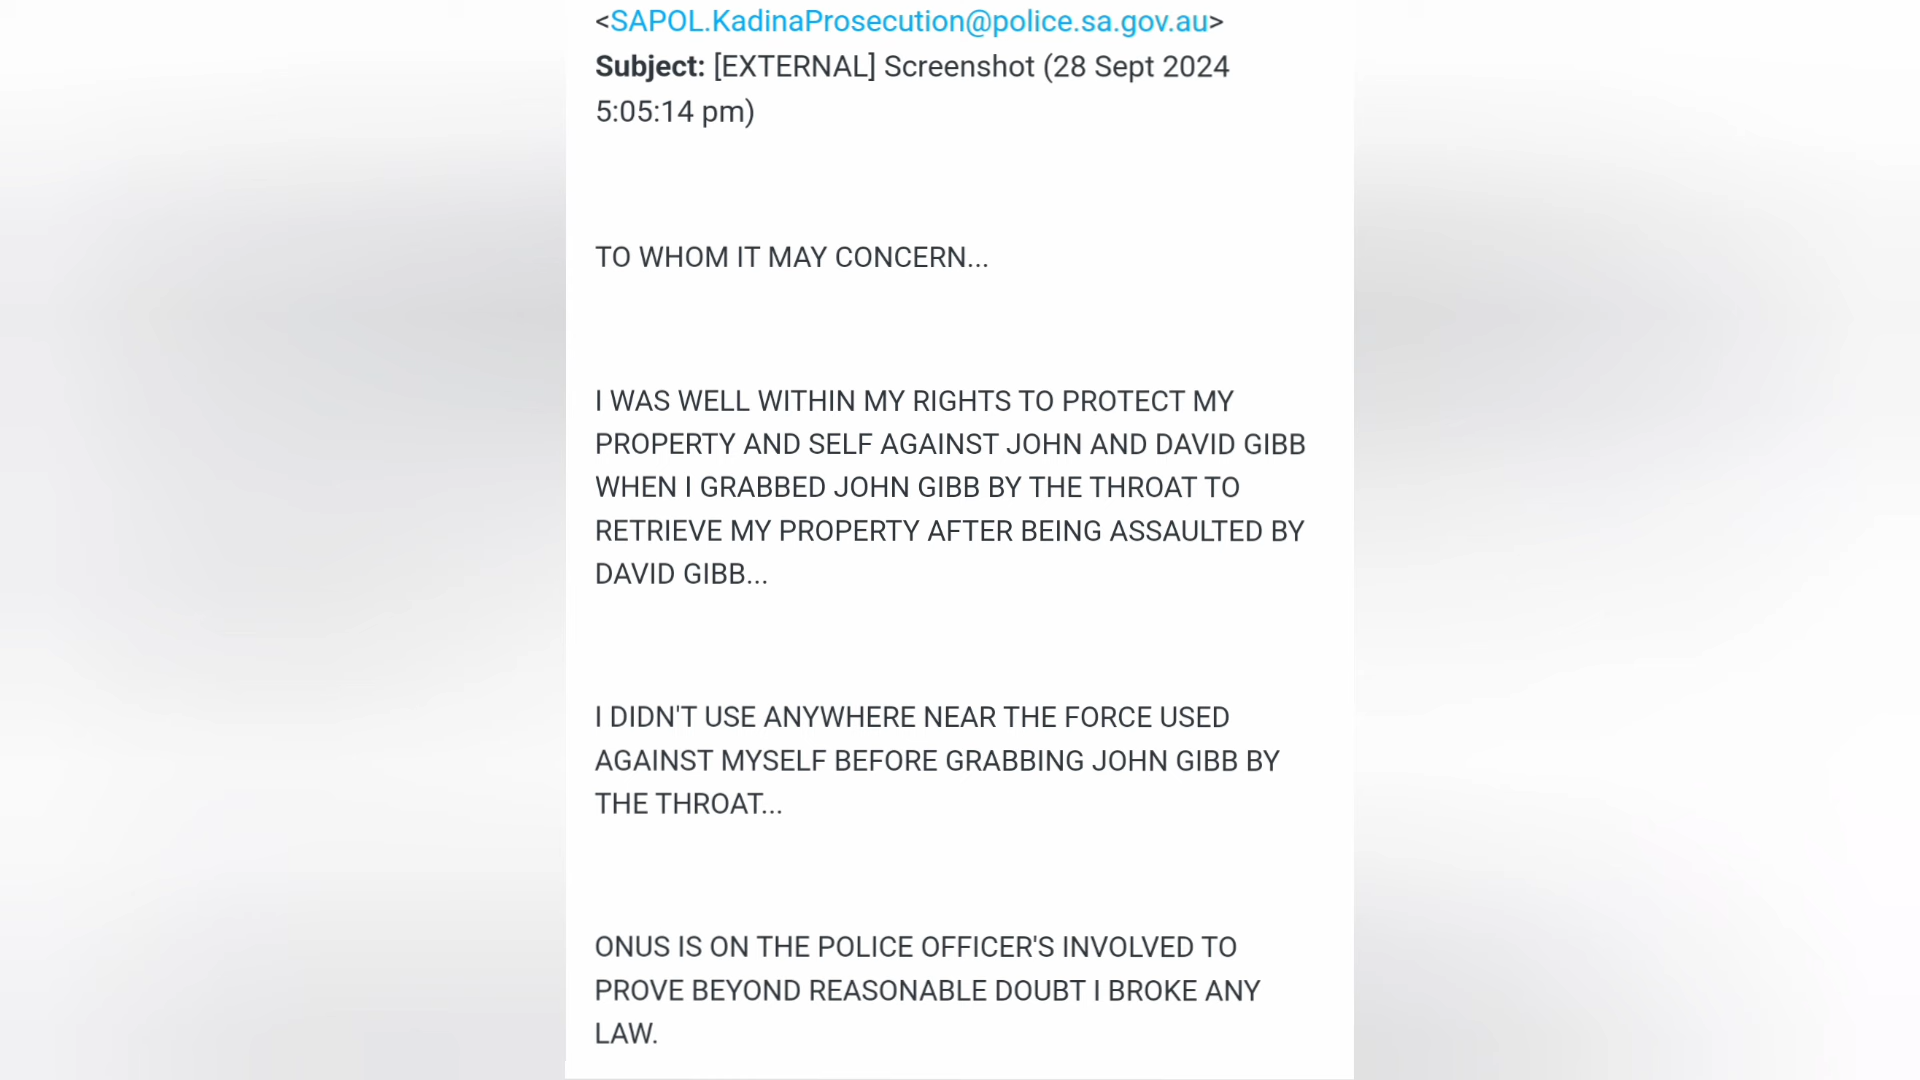 <SAPOL.KadinaProsecution@police.sa.gov.au>
Subject: [EXTERNAL] Screenshot (28 Sept 2024
5:05:14 pm)
TO WHOM IT MAY CONCERN...
I WAS WELL WITHIN MY RIGHTS TO PROTECT MY
PROPERTY AND SELF AGAINST JOHN AND DAVID GIBB
WHEN I GRABBED JOHN GIBB BY THE THROAT TO
RETRIEVE MY PROPERTY AFTER BEING ASSAULTED BY
DAVID GIBB...
I DIDN'T USE ANYWHERE NEAR THE FORCE USED
AGAINST MYSELF BEFORE GRABBING JOHN GIBB BY
THE THROAT...
ONUS IS ON THE POLICE OFFICER'S INVOLVED TO
PROVE BEYOND REASONABLE DOUBT I BROKE ANY
LAW.